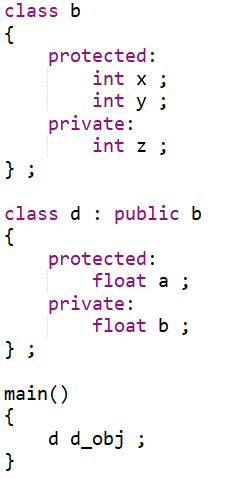 class b
{
    protected:
        int x ;
        int y ;
    private:
        int z ;
} ;

class d : public b
{
    protected:
        float a ;
    private:
        float b ;
} ;

main()
{
    d d_obj ;
}